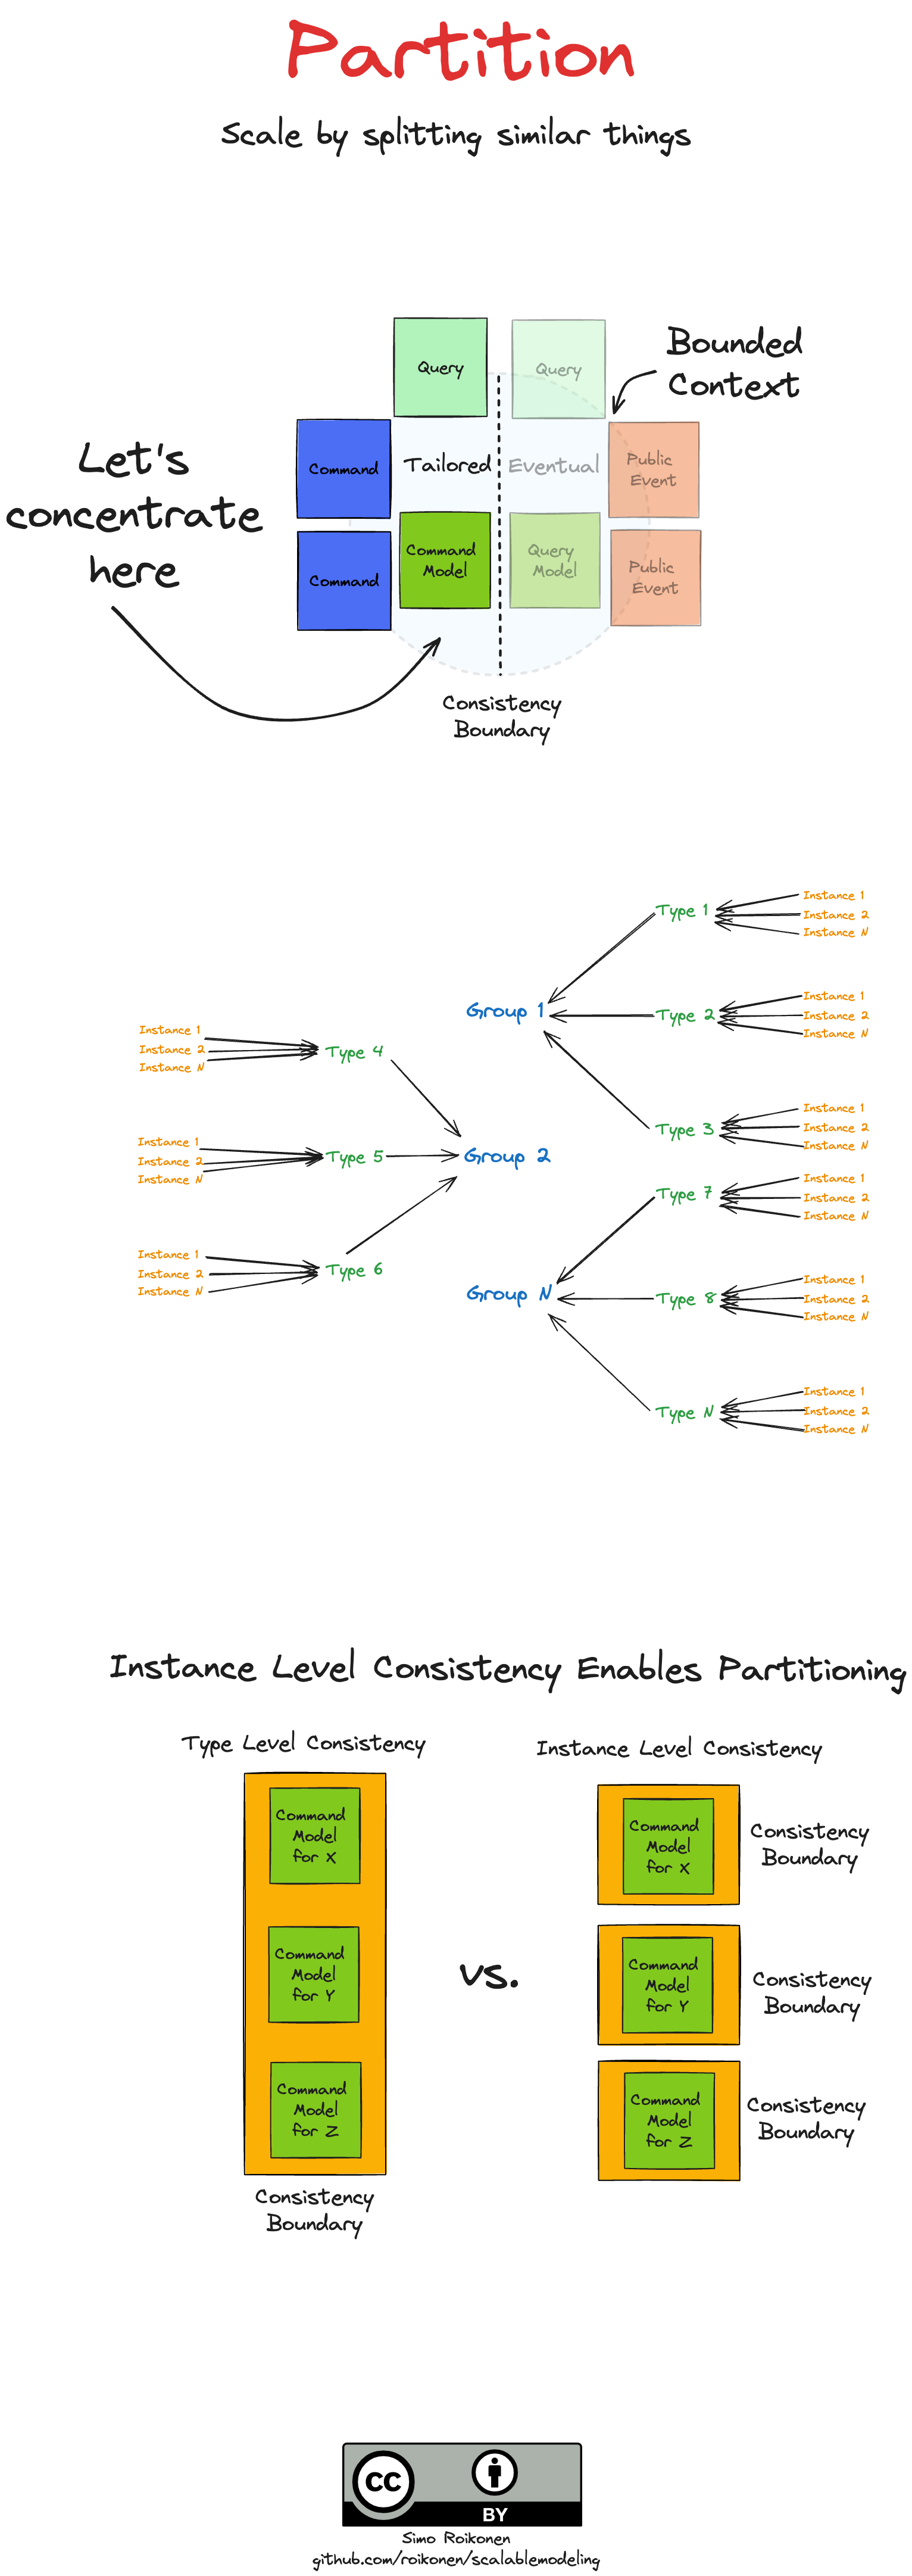 Partition
Scale by splitting similar things
Query
Query
Bounded
Context
Let's
concentrate
here
Command
Tailored
Eventual
Public
Event
Command
Command
Model
Query
Model
Public
Event
Consistency
Boundary
Group 1
Type 1
Instance 1
Instance 2
Instance N
Type 2
Instance 1
Instance 2
Instance N
Type 3
Instance 1
Instance 2
Instance N
Instance 1
Instance 2
Instance N
Type 4
Instance 1
Instance 2
Instance N
Type 5
Group 2
Instance 1
Instance 2
Instance N
Type 6
Group N
Type 7
Instance 1
Instance 2
Instance N
Type 8
Instance 1
Instance 2
Instance N
Type N
Instance 1
Instance 2
Instance N
Instance Level Consistency Enables Partitioning
Type Level Consistency
Command
Model
for X
Command
Model
for Y
Command
Model
for Z
Consistency
Boundary
vs.
Instance Level Consistency
Command
Model
for X
Consistency
Boundary
Command
Model
for Y
Consistency
Boundary
Command
Model
for Z
Consistency
Boundary
CC
BY
Simo Roikonen
github.com/roikonen/scalablemodeling